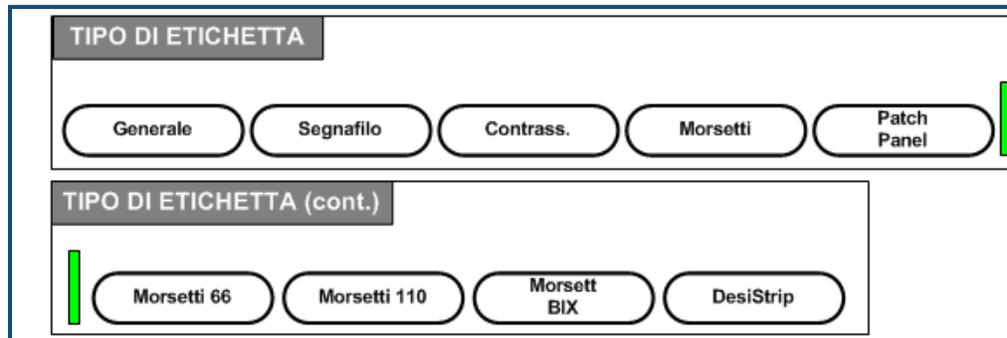 TIPO DI ETICHETTA
Generale Segnafilo Contrass. Morsetti Patch
Panel
TIPO DI ETICHETTA (cont.)
Morsetti 66 Morsetti 110 Morsett
BIX DesiStrip